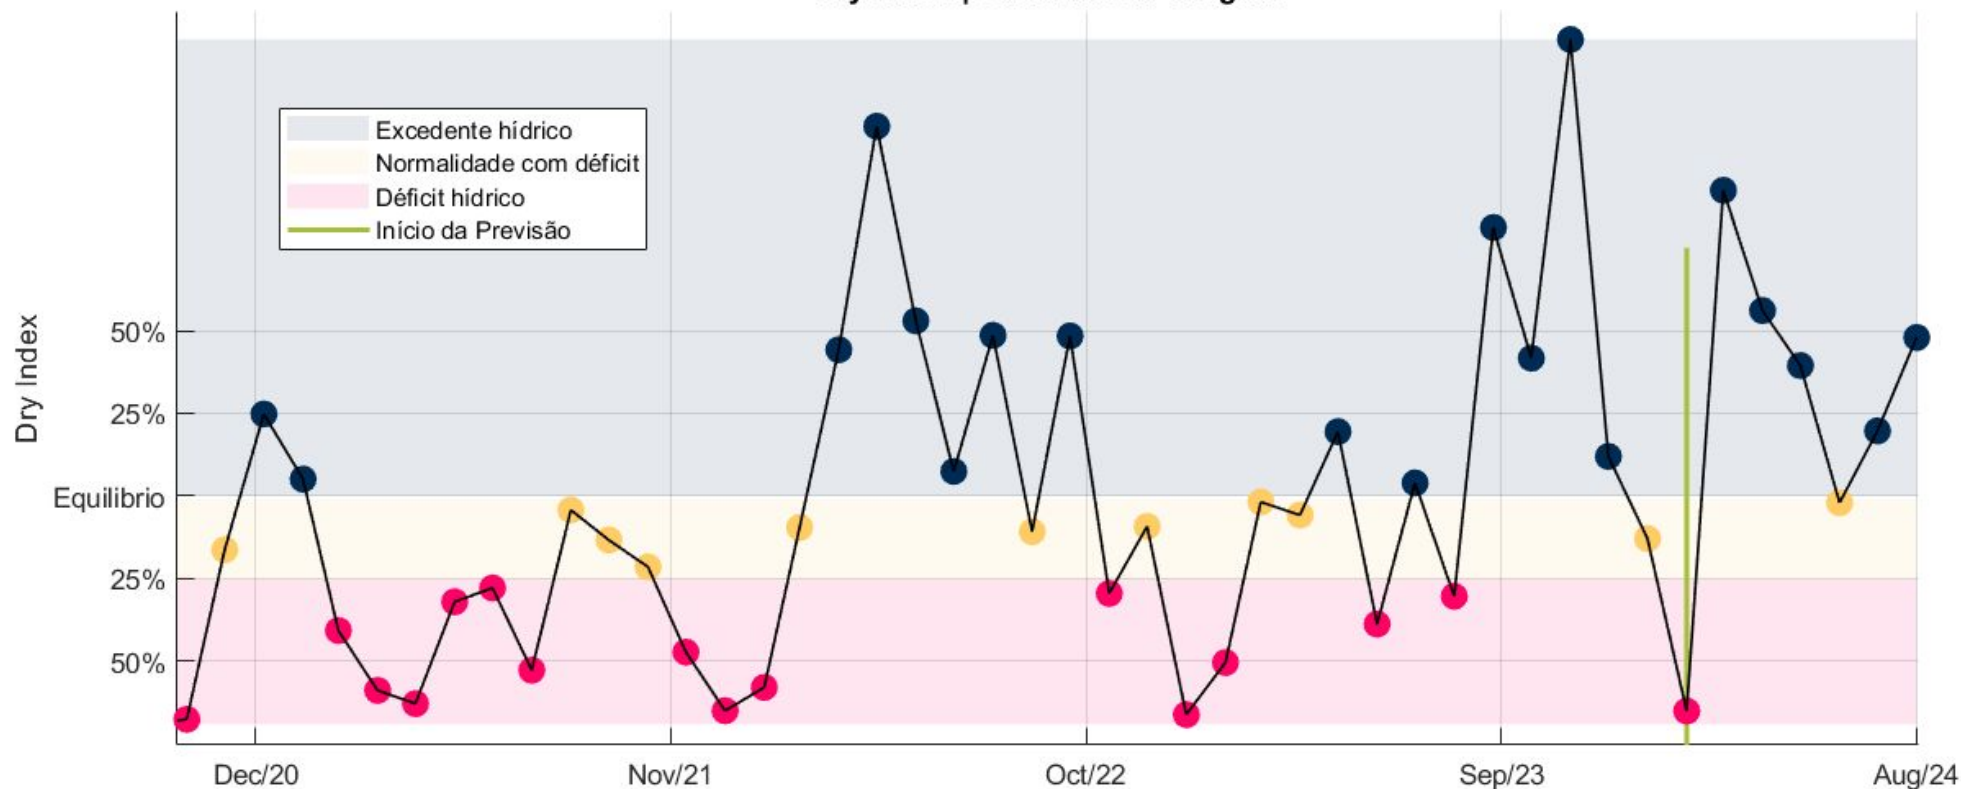 Excedente hídrico
Normalidade com déficit
Déficit hídrico
Início da Previsão
Dry Index
50%
25%
Equilibrio
25%
50%
Dec/20
Nov/21
Oct/22
Sep/23
Aug/24